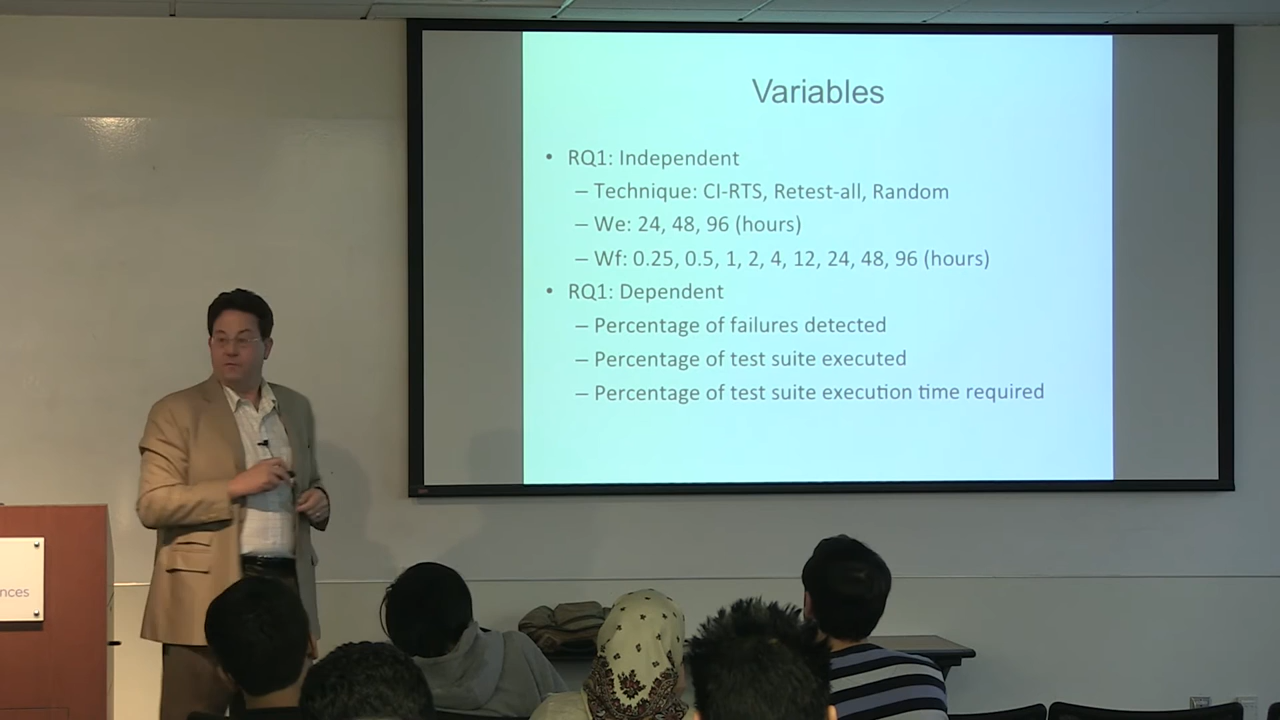 Variables
• RQ1: Independent
– Technique: CI-RTS, Retest-all, Random
– We: 24, 48, 96 (hours)
– Wf: 0.25, 0.5, 1, 2, 4, 12, 24, 48, 96 (hours)
• RQ1: Dependent
– Percentage of failures detected
– Percentage of test suite executed
– Percentage of test suite execution time required
nces